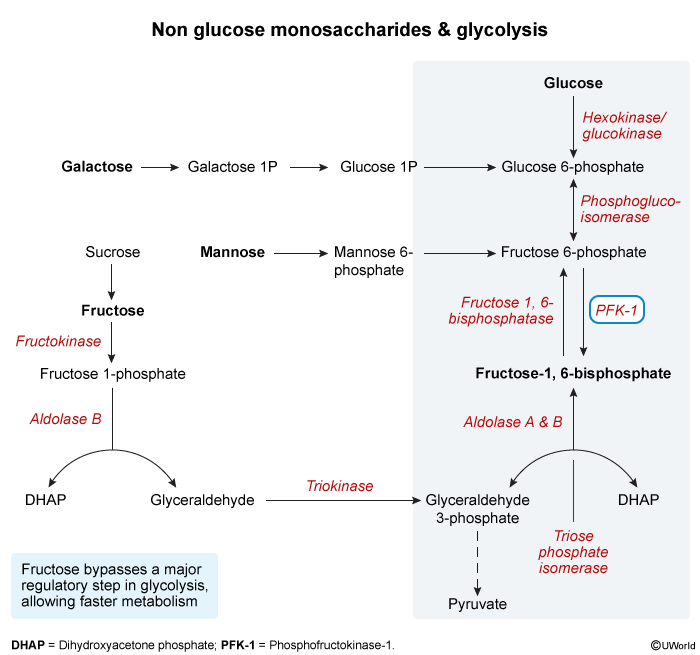 Non glucose monosaccharides & glycolysis
Glucose
Hexokinase/
glucokinase
Galactose
Galactose 1P
Glucose 1P
Glucose 6-phosphate
Phosphogluco-
isomerase
Sucrose
Mannose
Mannose 6-
phosphate
Fructose 6-phosphate
Fructose
Fructose 1, 6-
bisphosphatase
PFK-1
Fructokinase
Fructose 1-phosphate
Fructose-1, 6-bisphosphate
Aldolase B
Aldolase A & B
DHAP
Glyceraldehyde
Triokinase
Glyceraldehyde
3-phosphate
DHAP
Triose
phosphate
isomerase
Fructose bypasses a major
regulatory step in glycolysis,
allowing faster metabolism
Pyruvate
DHAP = Dihydroxyacetone phosphate; PFK-1 = Phosphofructokinase-1.
©UWorld